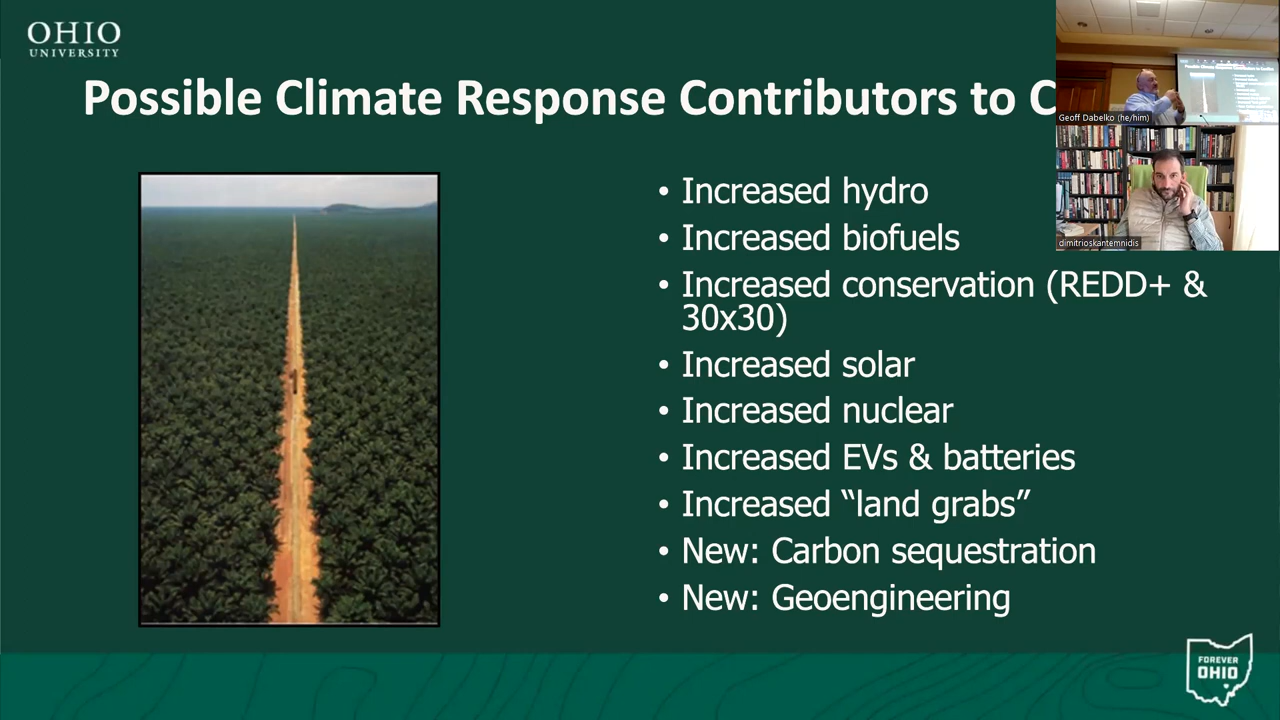 OHIO
UNIVERSITY
Possible Climate Response Contributors to C
Geoff Dabelko (he/him)
dimitrioskantemnidis
• Increased hydro
• Increased biofuels
• Increased conservation (REDD+ &
30x30)
• Increased solar
• Increased nuclear
• Increased EVs & batteries
• Increased “land grabs”
• New: Carbon sequestration
• New: Geoengineering
FOREVER
OHIO